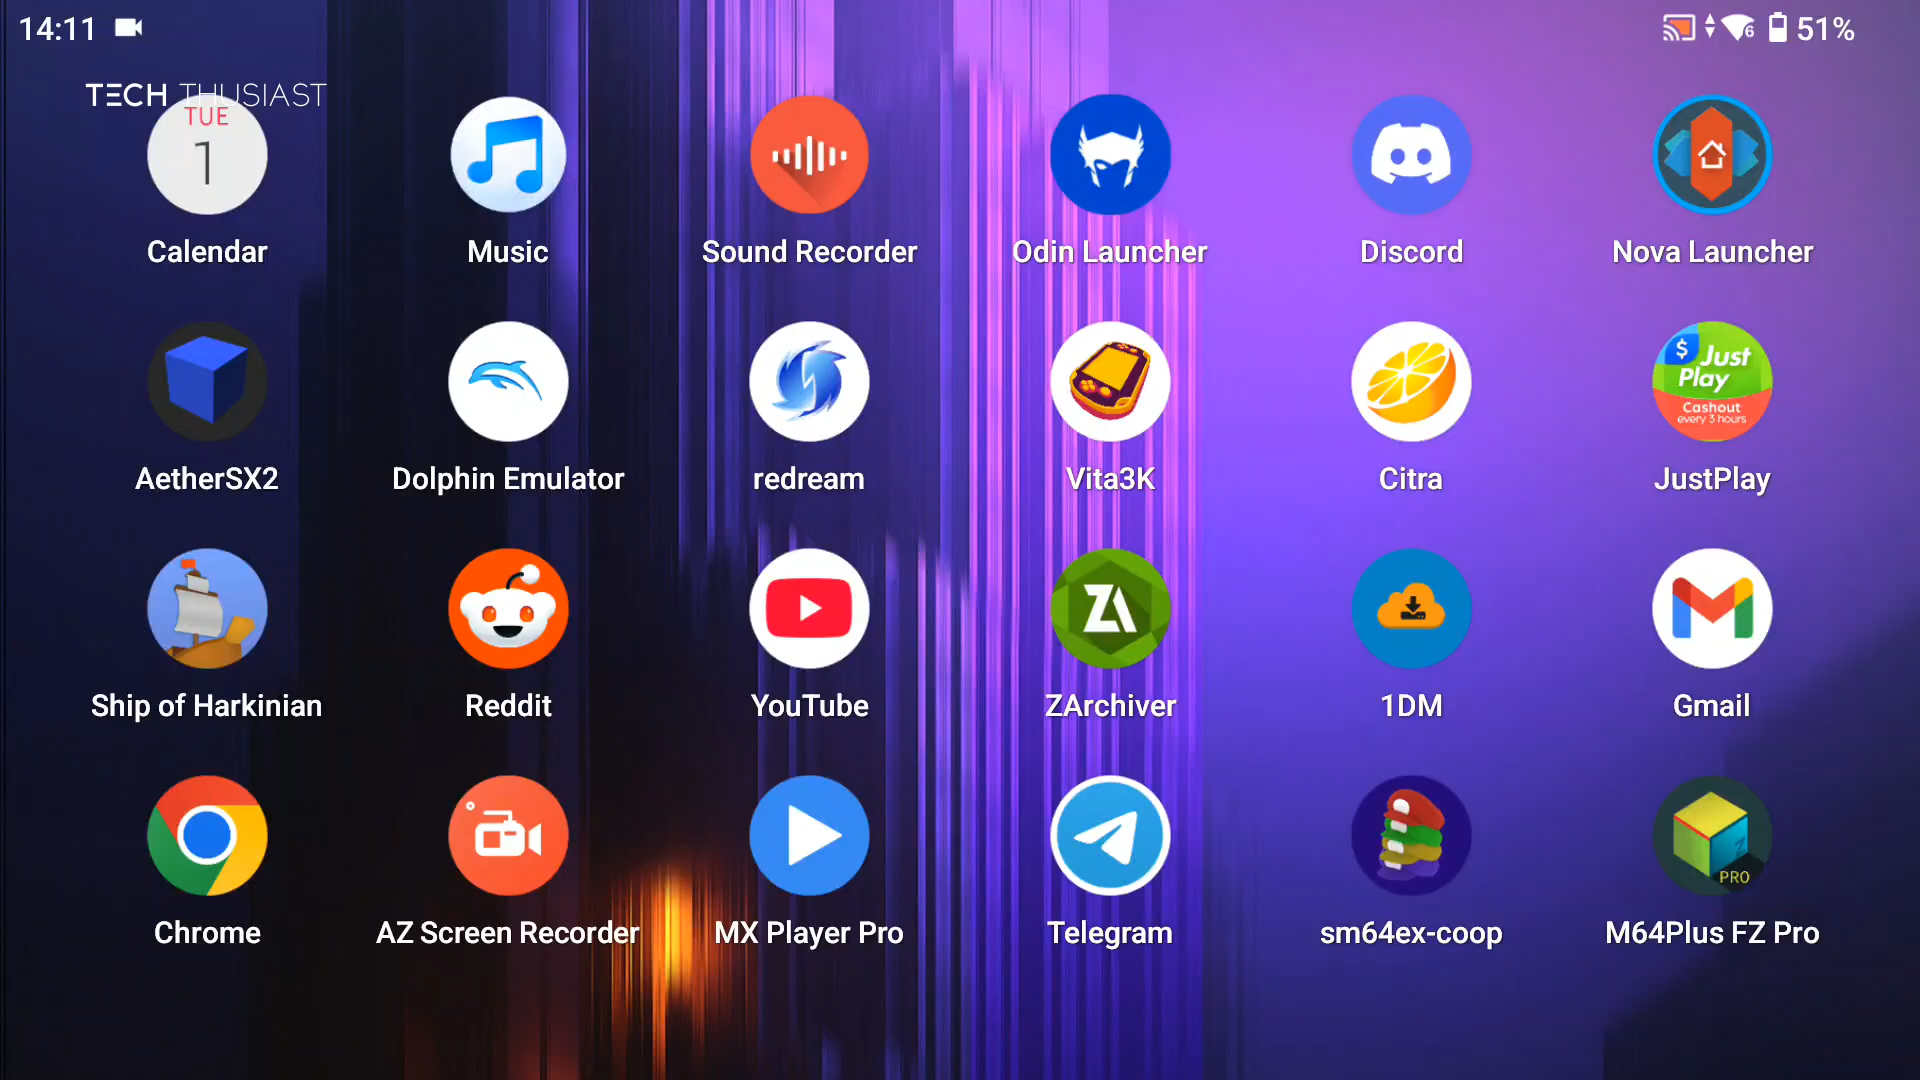 14:11
6 51%
TECH THUSIAST
TUE
1
Calendar
Music
Sound Recorder
Odin Launcher
Discord
Nova Launcher
$ Just
Play
Cashout
every 3 hours
AetherSX2
Dolphin Emulator
redream
Vita3K
Citra
JustPlay
ZA
Ship of Harkinian
Reddit
YouTube
ZArchiver
1DM
Gmail
Z
PRO
Chrome
AZ Screen Recorder
MX Player Pro
Telegram
sm64ex-coop
M64Plus FZ Pro